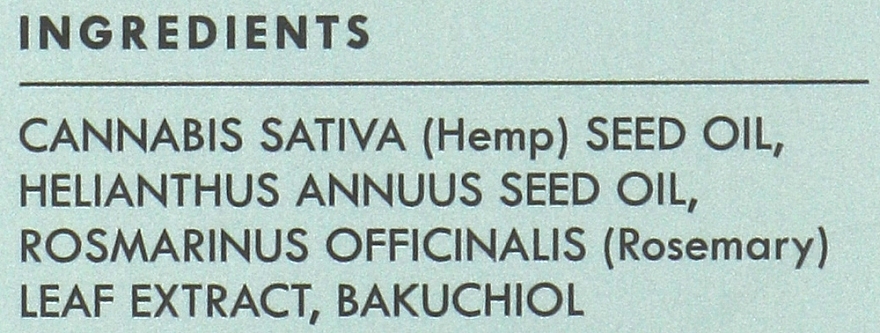 INGREDIENTS
CANNABIS SATIVA (Hemp) SEED OIL,
HELIANTHUS ANNUUS SEED OIL,
ROSMARINUS OFFICINALIS (Rosemary)
LEAF EXTRACT, BAKUCHIOL